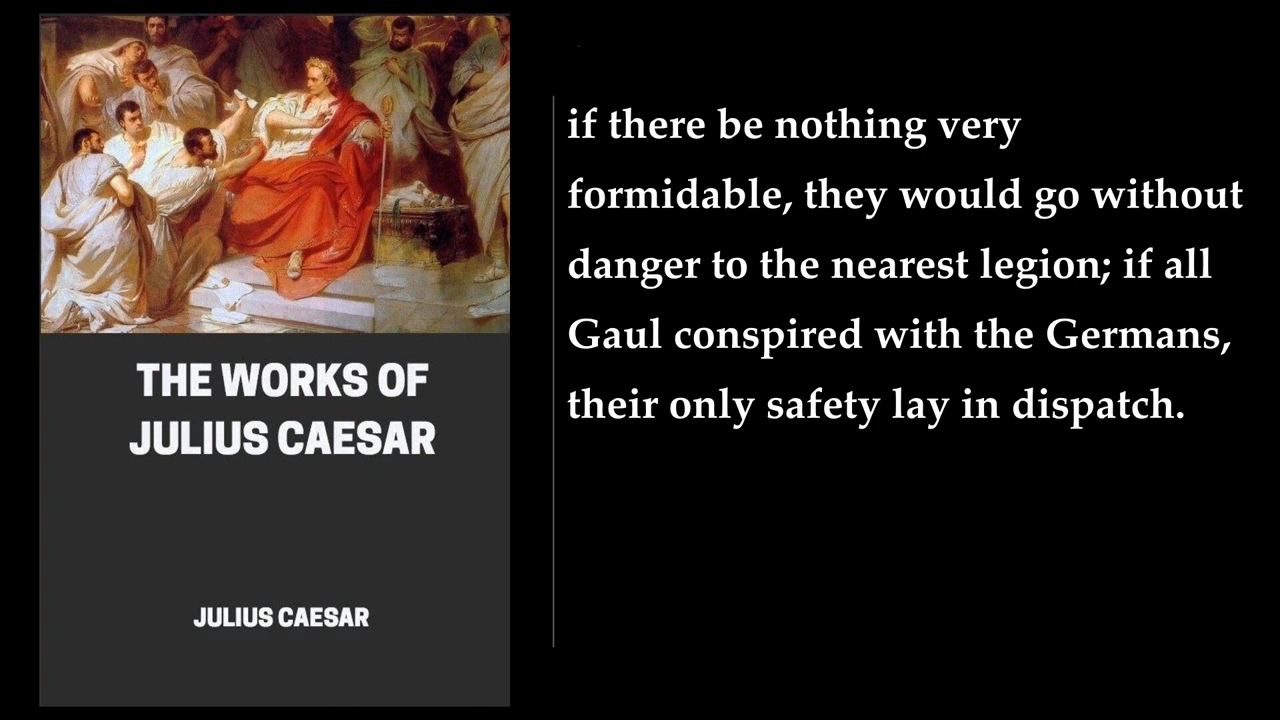 THE WORKS OF
JULIUS CAESAR
JULIUS CAESAR
if there be nothing very
formidable, they would go without
danger to the nearest legion; if all
Gaul conspired with the Germans,
their only safety lay in dispatch.